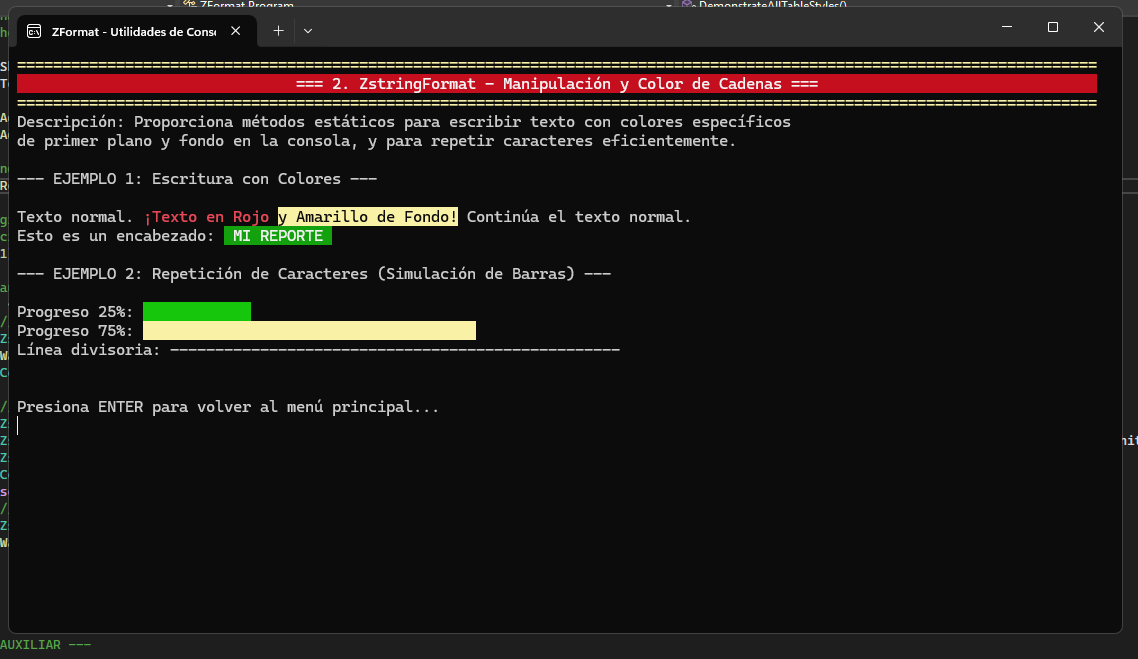 ZFormat.Program
DemonstrateAllTableStyles()
ZFormat - Utilidades de Conso
================================================================================================================================
=== 2. ZstringFormat - Manipulación y Color de Cadenas ===
================================================================================================================================
Descripción: Proporciona métodos estáticos para escribir texto con colores específicos
de primer plano y fondo en la consola, y para repetir caracteres eficientemente.
--- EJEMPLO 1: Escritura con Colores ---
Texto normal. ¡Texto en Rojo y Amarillo de Fondo! Continúa el texto normal.
Esto es un encabezado: MI REPORTE
--- EJEMPLO 2: Repetición de Caracteres (Simulación de Barras) ---
Progreso 25%:
Progreso 75%:
Línea divisoria: --------------------------------------------------
Presiona ENTER para volver al menú principal...
AUXILIAR ---